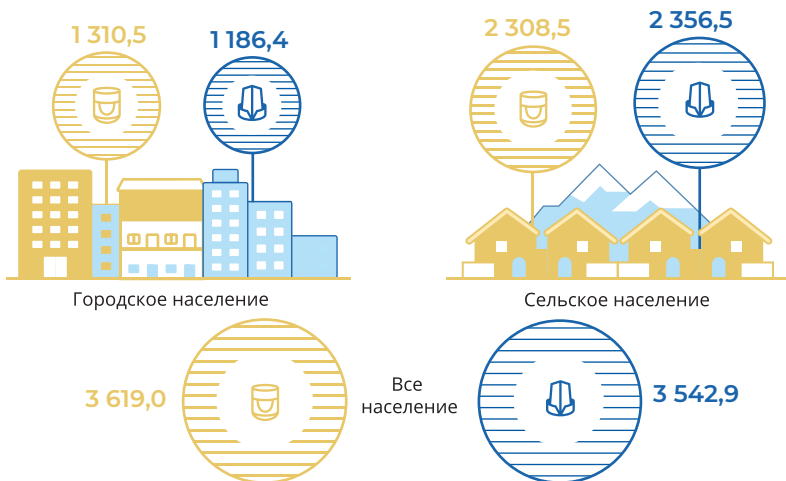 1 310,5
1 186,4
2 308,5
2 356,5
Городское население
Сельское население
3 619,0
Все
население
3 542,9